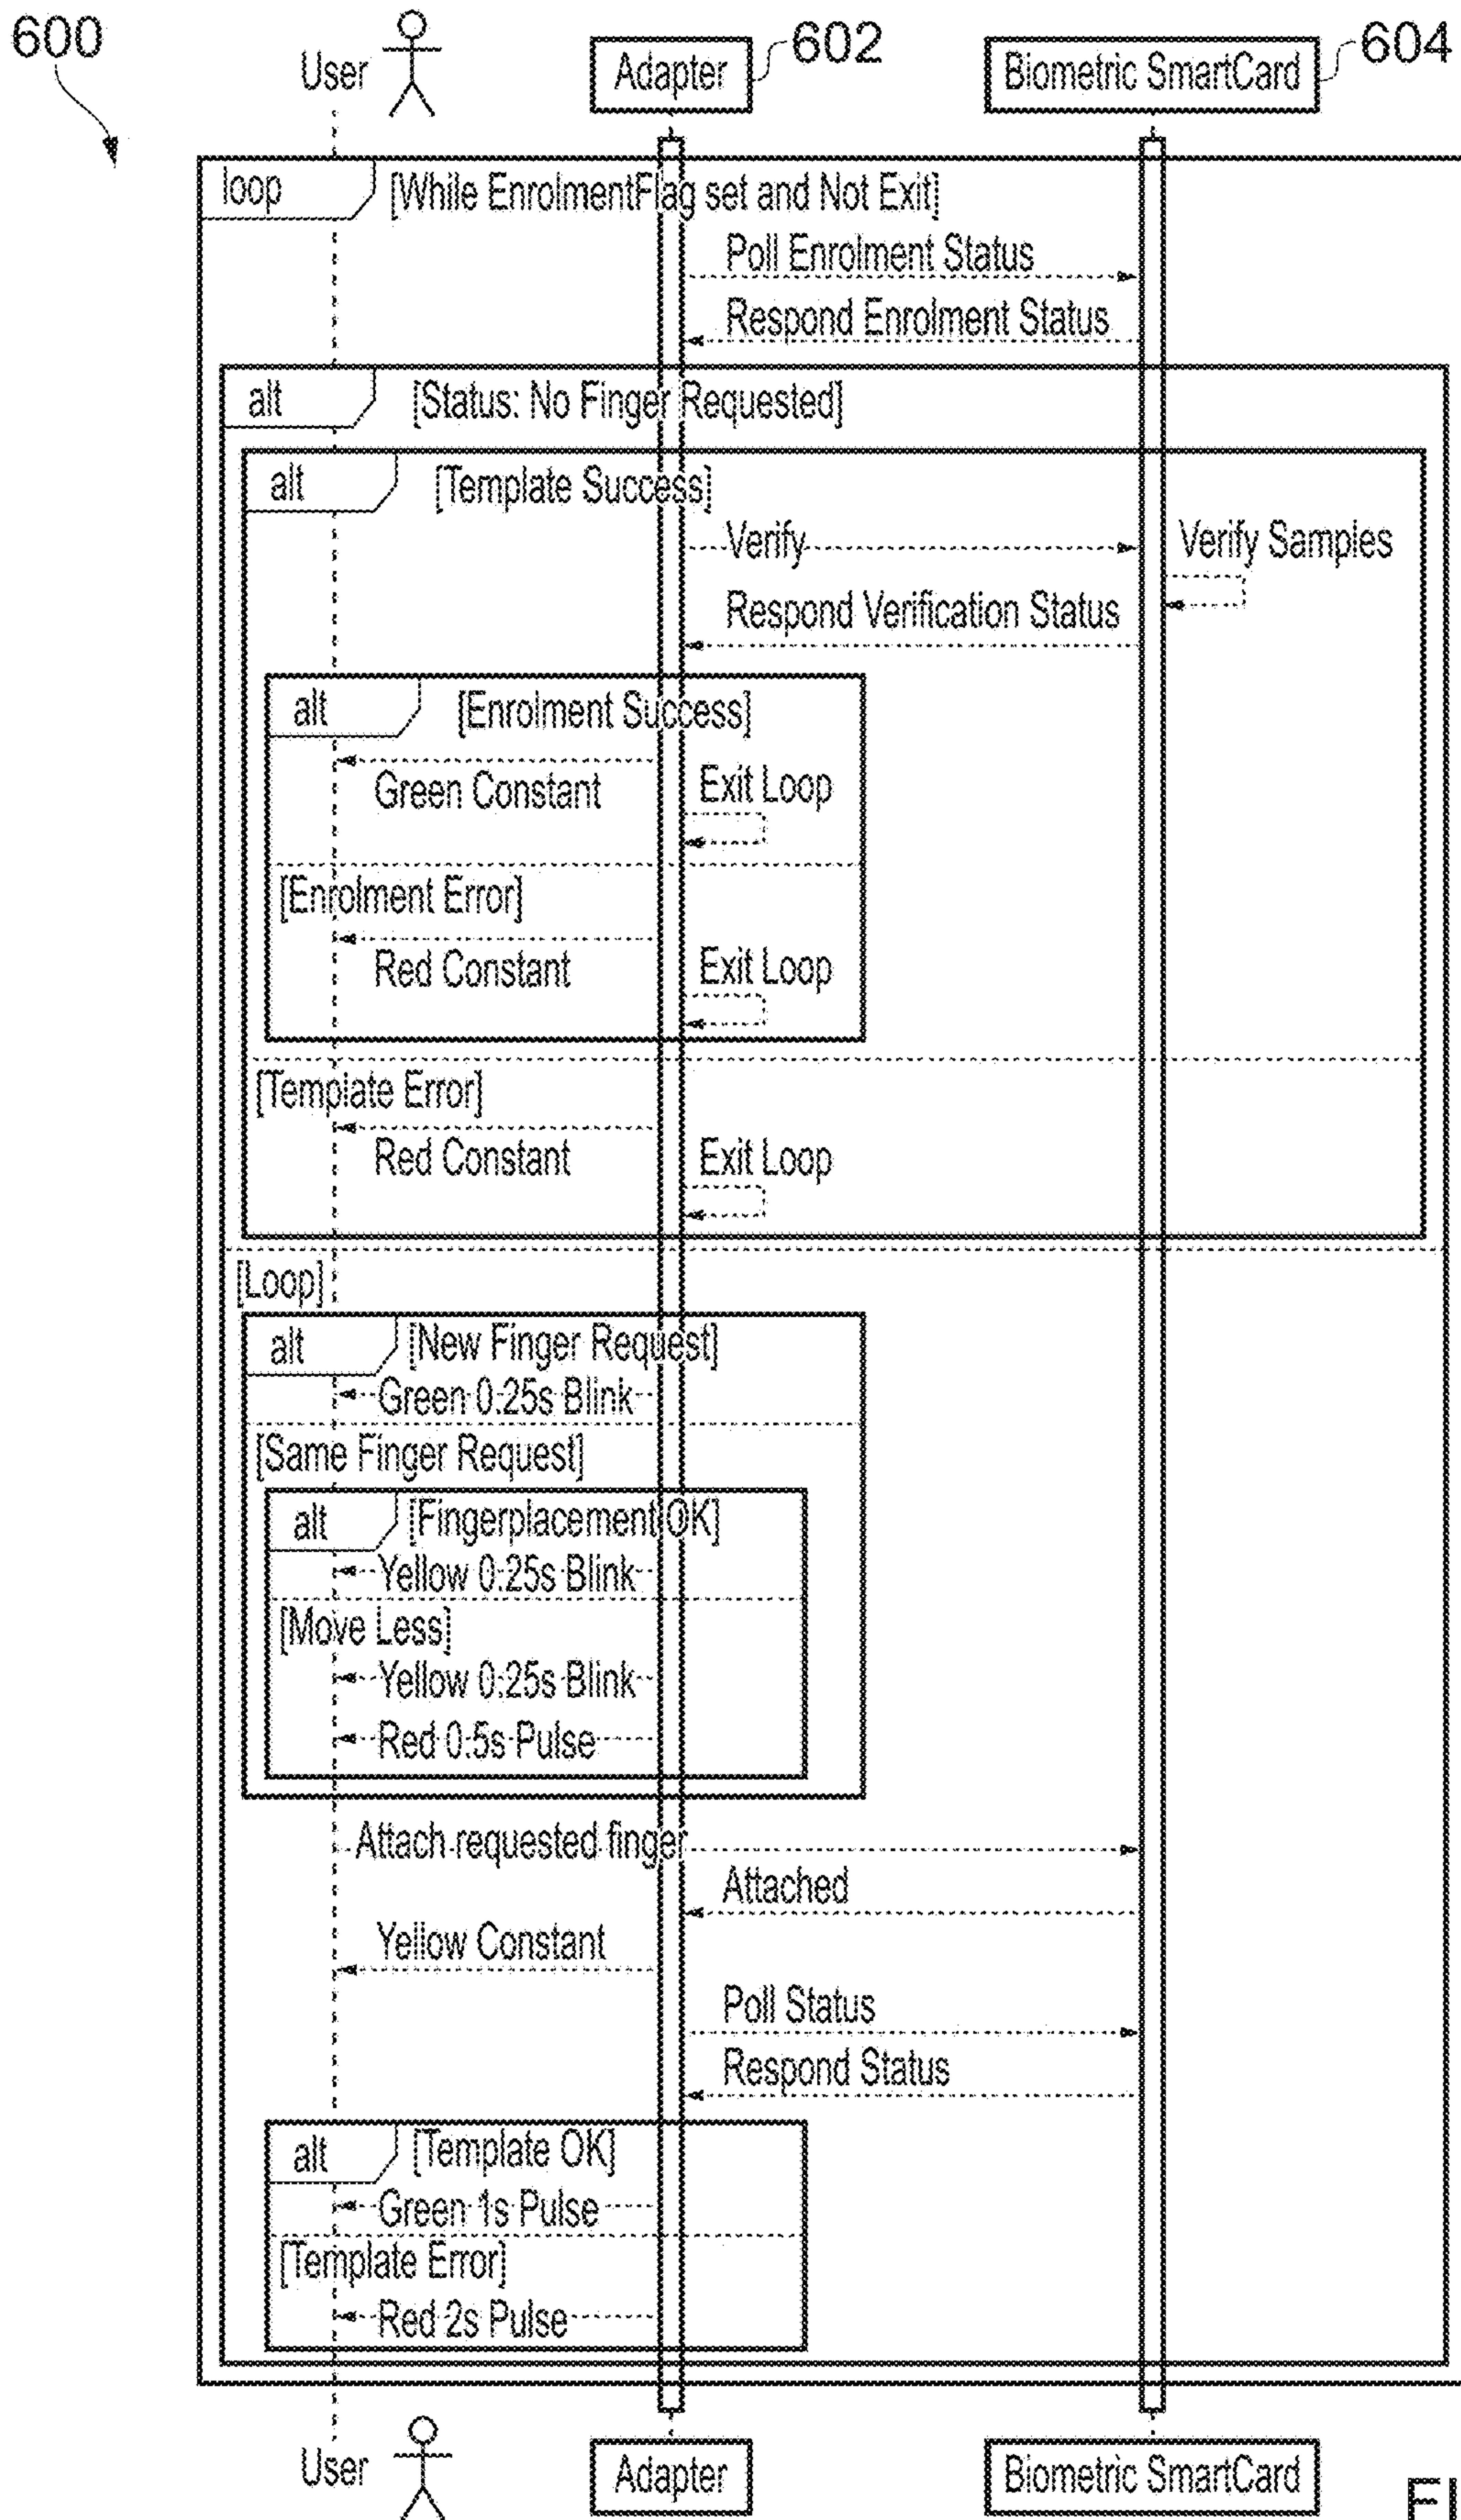 600
User
Adapter
602
Biometric SmartCard
604
loop
[While EnrolmentFlag set and Not Exit]
Poll Enrolment Status
Respond Enrolment Status
alt
[Status: No Finger Requested]
alt
[Template Success]
Verify
Verify Samples
Respond Verification Status
alt
[Enrolment Success]
Green Constant
Exit Loop
[Enrolment Error]
Red Constant
Exit Loop
[Template Error]
Red Constant
Exit Loop
[Loop]
alt
[New Finger Request]
Green 0.25s Blink
[Same Finger Request]
alt
[Fingerplacement OK]
Yellow 0.25s Blink
[Move Less]
Yellow 0.25s Blink
Red 0.5s Pulse
Attach requested finger
Attached
Yellow Constant
Poll Status
Respond Status
alt
[Template OK]
Green 1s Pulse
[Template Error]
Red 2s Pulse
User
Adapter
Biometric SmartCard